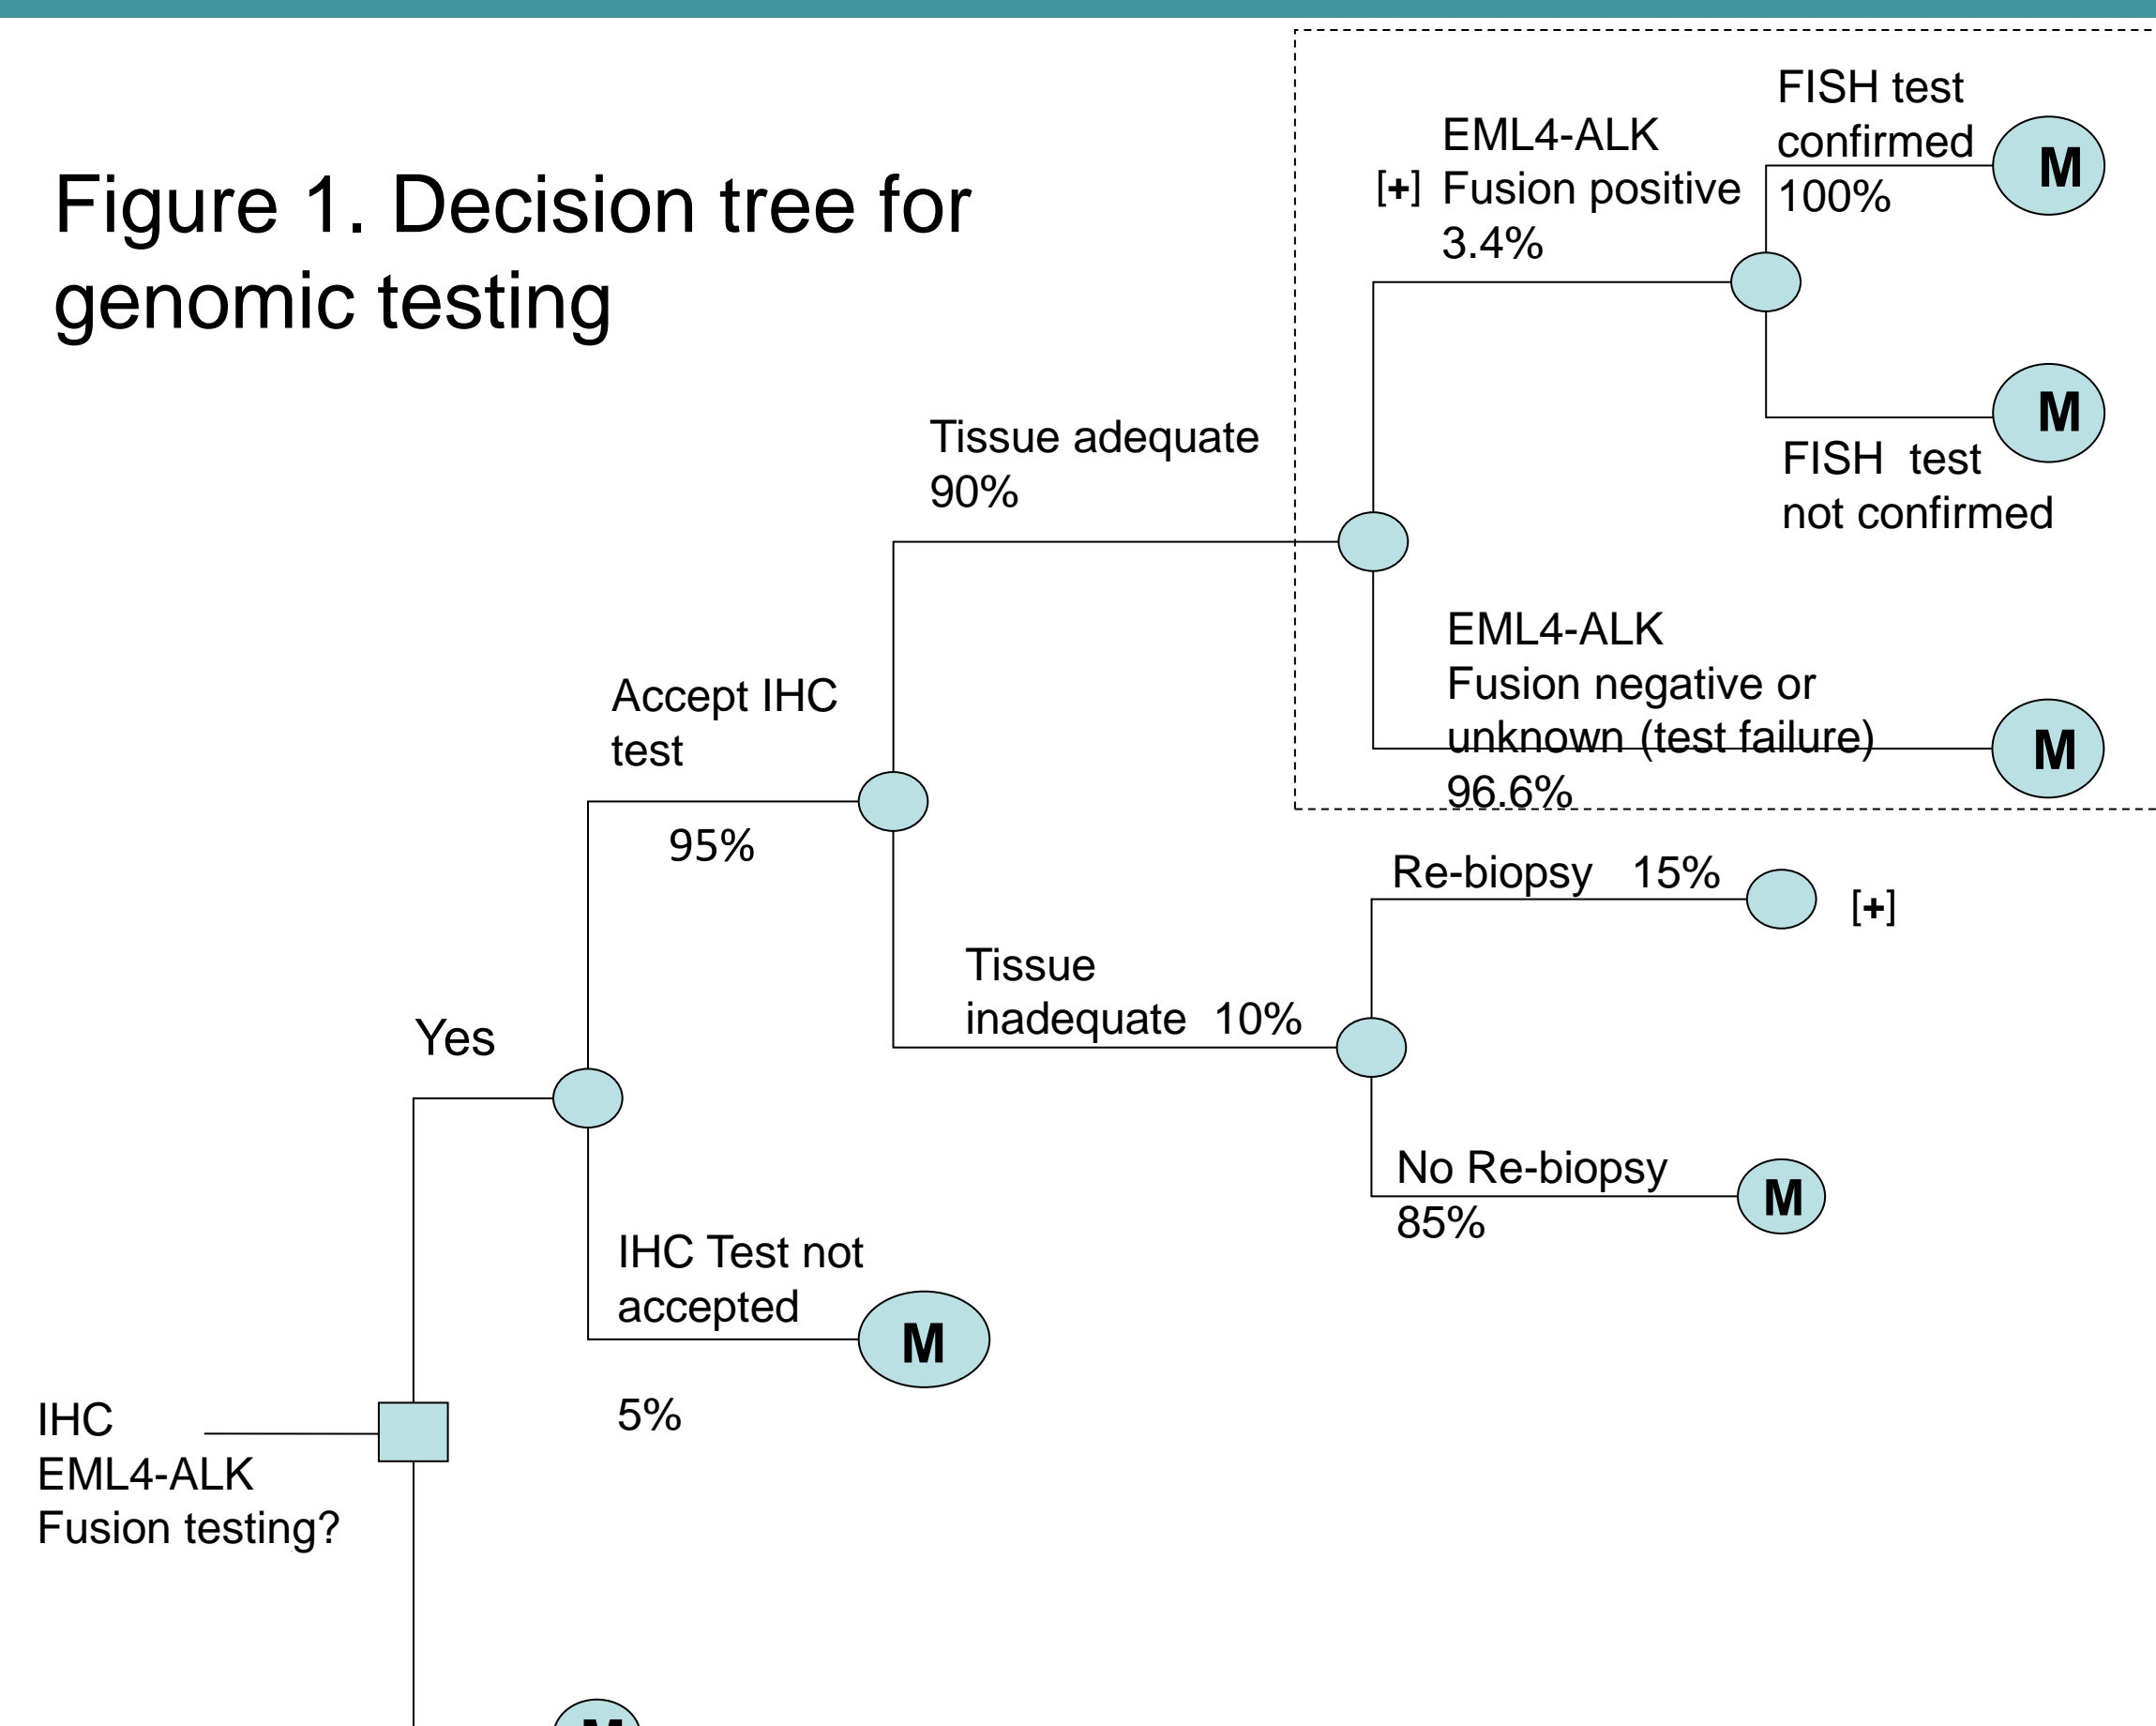 Figure 1. Decision tree for
genomic testing
FISH test
confirmed
100%
M
EML4-ALK
[+] Fusion positive
3.4%
M
FISH test
not confirmed
Tissue adequate
90%
EML4-ALK
Fusion negative or
unknown (test failure)
96.6%
M
Accept IHC
test
95%
Re-biopsy 15%
[+]
Tissue
inadequate 10%
No Re-biopsy
85%
M
Yes
IHC Test not
accepted
5%
M
IHC
EML4-ALK
Fusion testing?
M